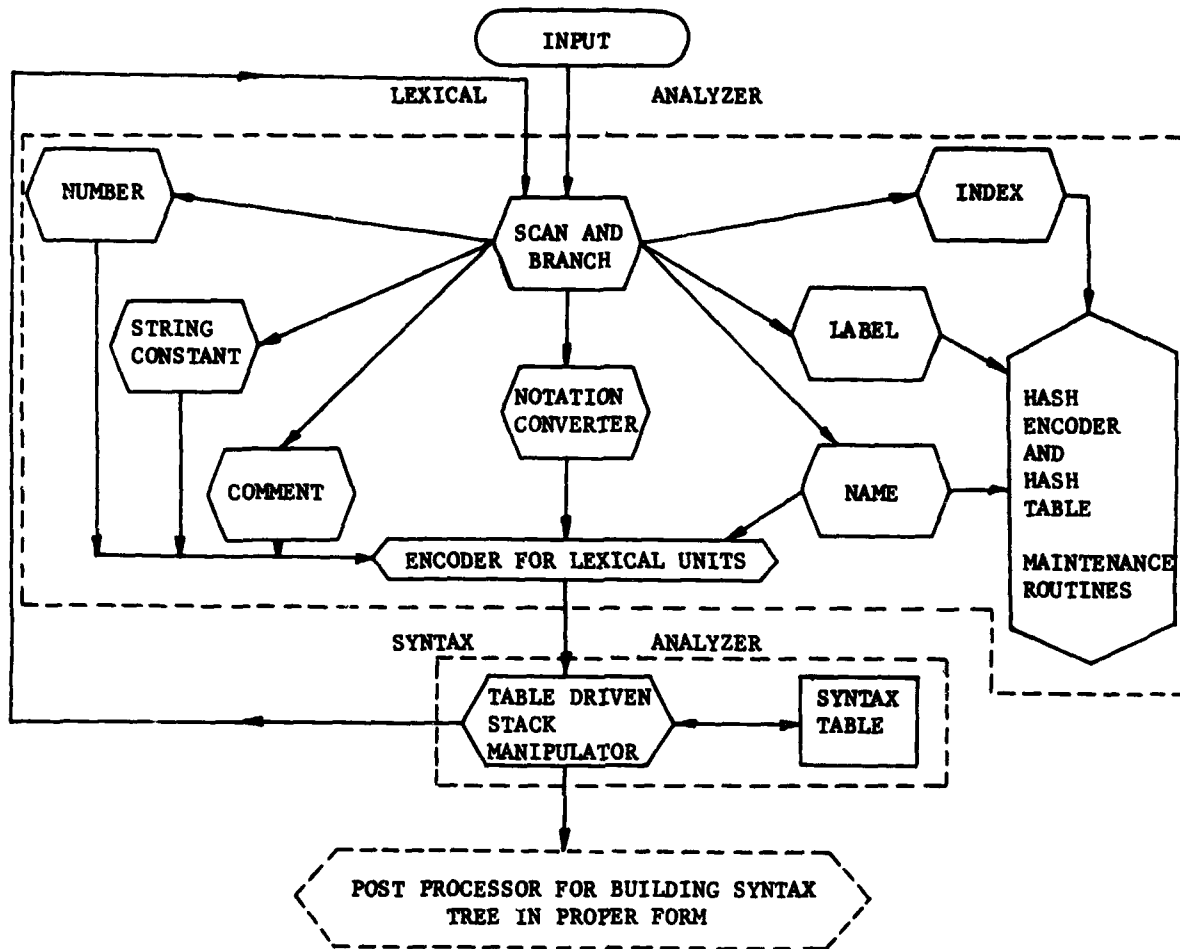 INPUT
LEXICAL ANALYZER
NUMBER
SCAN AND
BRANCH
INDEX
STRING
CONSTANT
LABEL
NOTATION
CONVERTER
COMMENT
NAME
HASH
ENCODER
AND
HASH
TABLE
MAINTENANCE
ROUTINES
ENCODER FOR LEXICAL UNITS
SYNTAX ANALYZER
TABLE DRIVEN
STACK
MANIPULATOR
SYNTAX
TABLE
POST PROCESSOR FOR BUILDING SYNTAX
TREE IN PROPER FORM